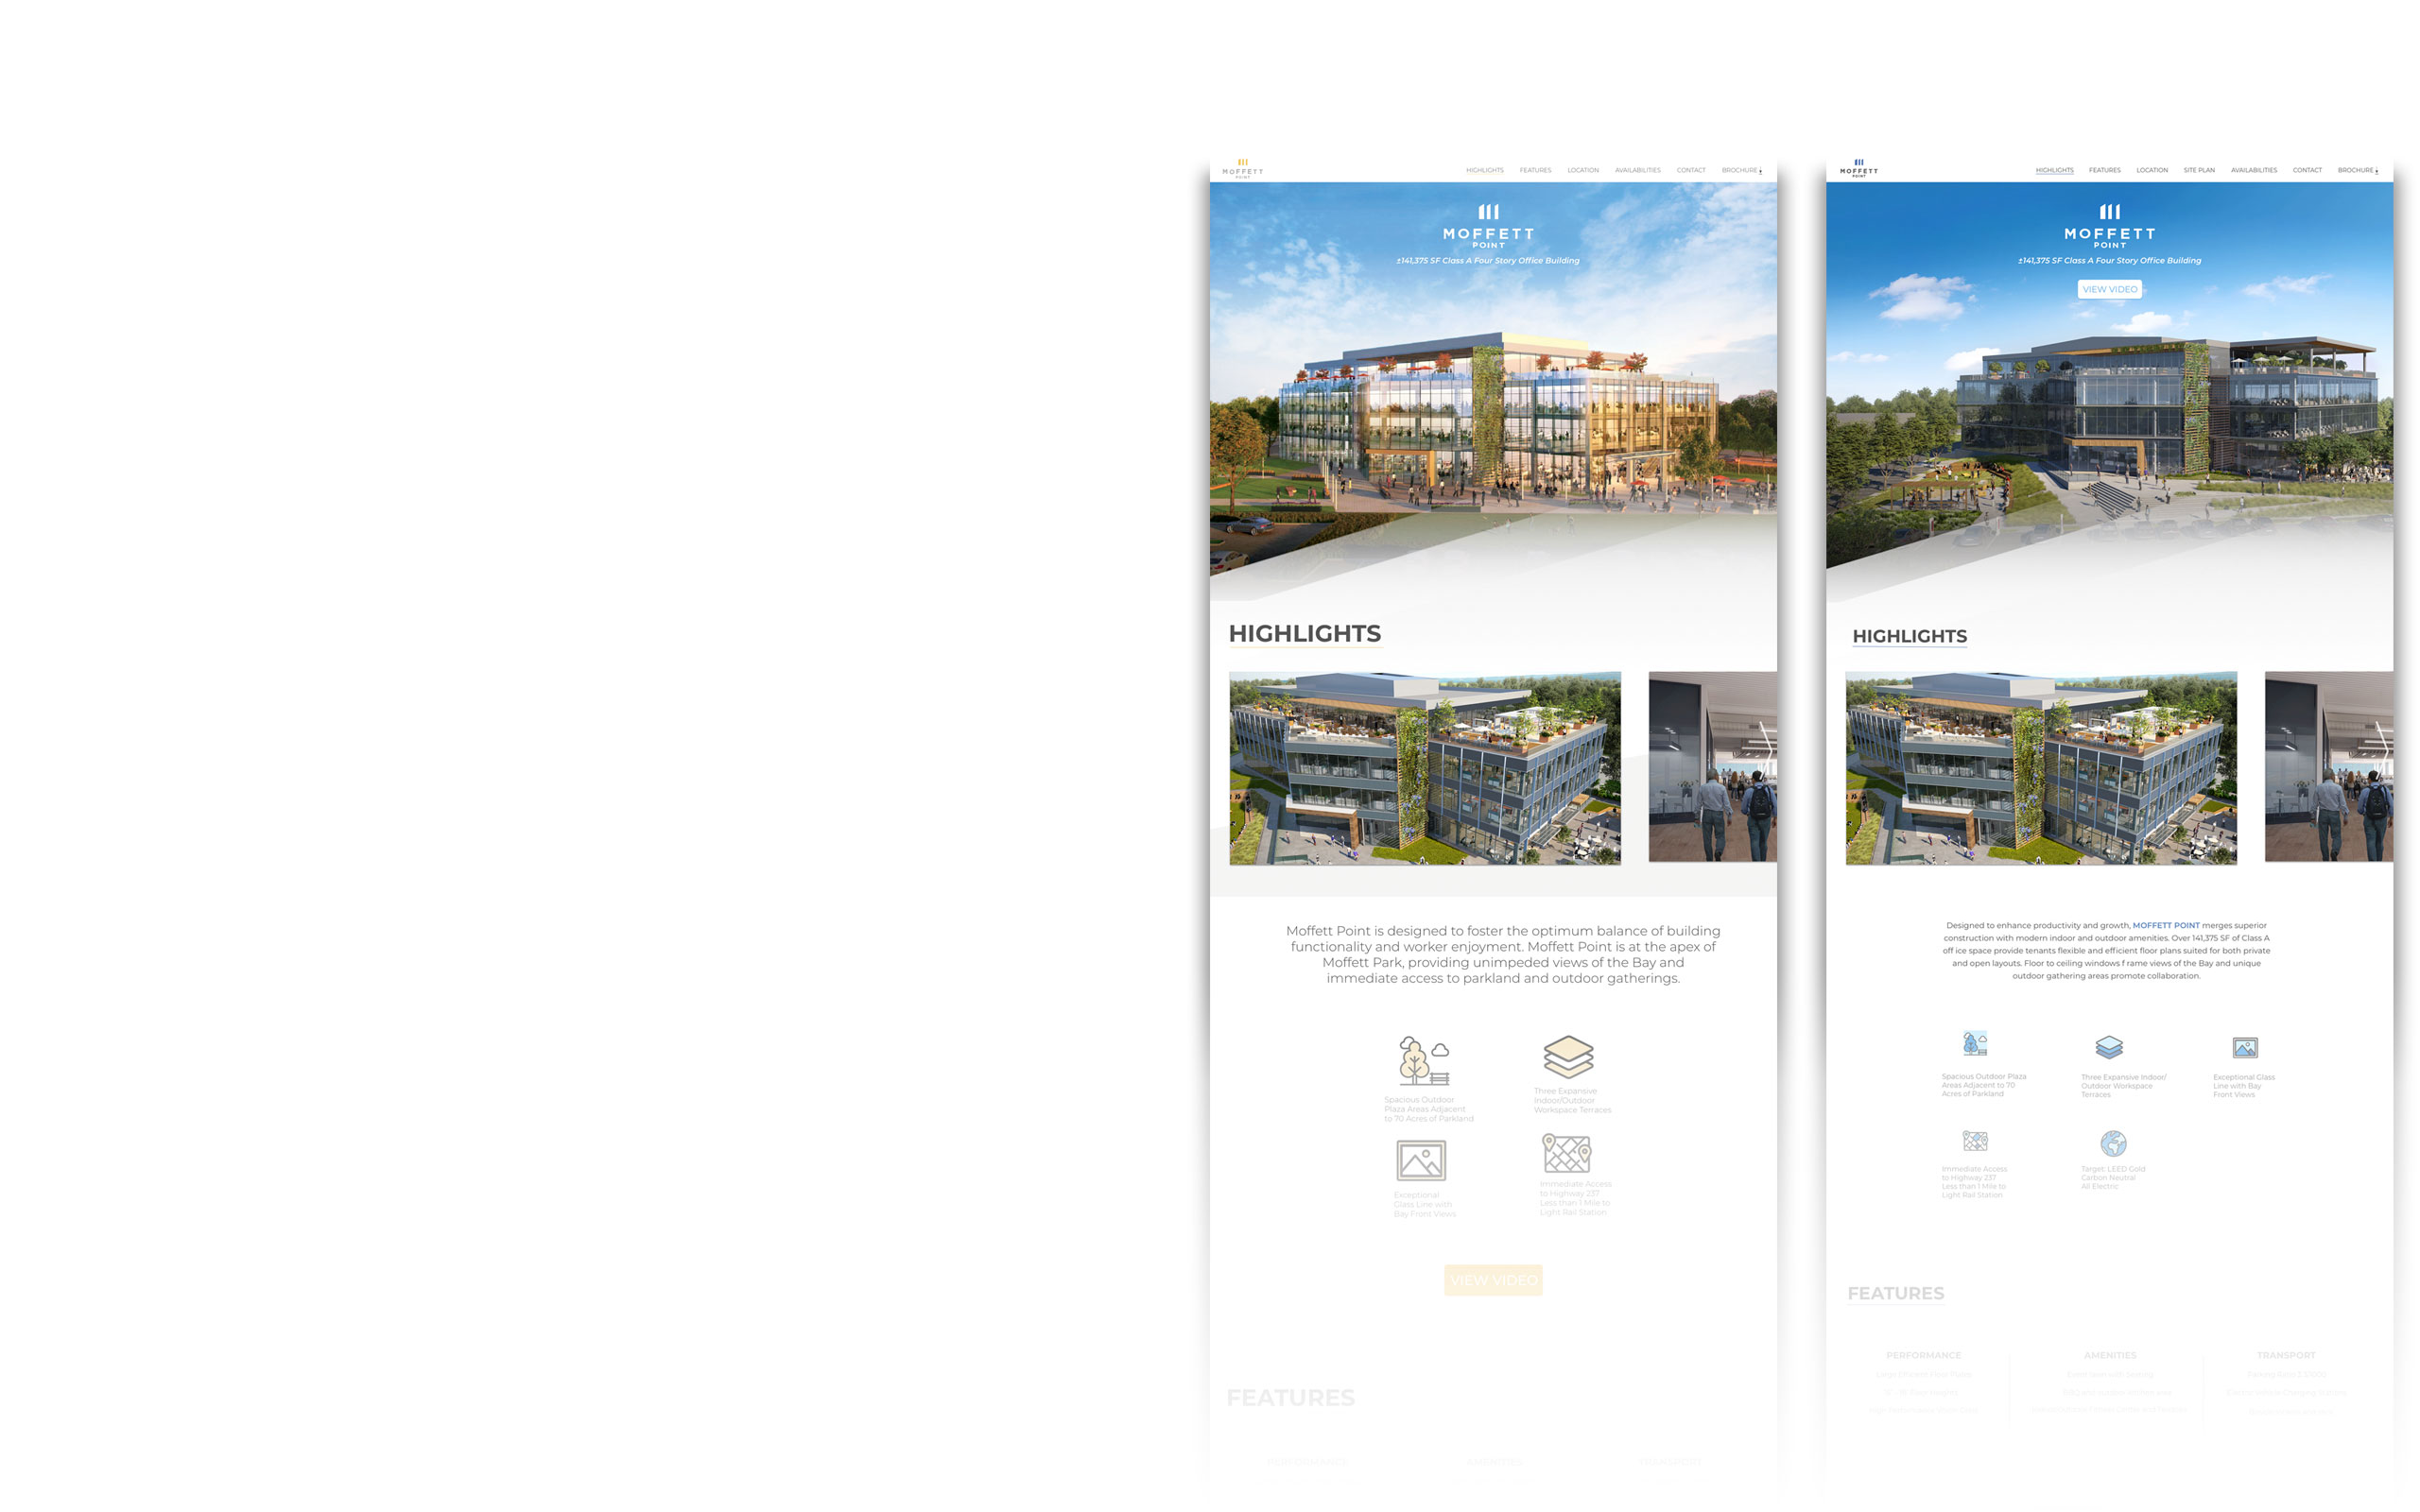 MOFFETT
POINT
HIGHLIGHTS FEATURES LOCATION AVAILABILITIES CONTACT BROCHURE
MOFFETT
POINT
±141,375 SF Class A Four Story Office Building
HIGHLIGHTS
Moffett Point is designed to foster the optimum balance of building
functionality and worker enjoyment. Moffett Point is at the apex of
Moffett Park, providing unimpeded views of the Bay and
immediate access to parkland and outdoor gatherings.
Spacious Outdoor
Plaza Areas Adjacent
to 70 Acres of Parkland
Three Expansive
Indoor/Outdoor
Workspace Terraces
Exceptional
Glass Line with
Bay Front Views
Immediate Access
to Highway 237
Less than 1 Mile to
Light Rail Station
VIEW VIDEO
FEATURES
PERFORMANCE AMENITIES TRANSPORT
MOFFETT
POINT
HIGHLIGHTS FEATURES LOCATION SITE PLAN AVAILABILITIES CONTACT BROCHURE
MOFFETT
POINT
±141,375 SF Class A Four Story Office Building
VIEW VIDEO
HIGHLIGHTS
Designed to enhance productivity and growth, MOFFETT POINT merges superior
construction with modern indoor and outdoor amenities. Over 141,375 SF of Class A
off ice space provide tenants flexible and efficient floor plans suited for both private
and open layouts. Floor to ceiling windows f rame views of the Bay and unique
outdoor gathering areas promote collaboration.
Spacious Outdoor Plaza
Areas Adjacent to 70
Acres of Parkland
Three Expansive Indoor/
Outdoor Workspace
Terraces
Exceptional Glass
Line with Bay
Front Views
Immediate Access
to Highway 237
Less than 1 Mile to
Light Rail Station
Target: LEED Gold
Carbon Neutral
All Electric
FEATURES
PERFORMANCE AMENITIES TRANSPORT